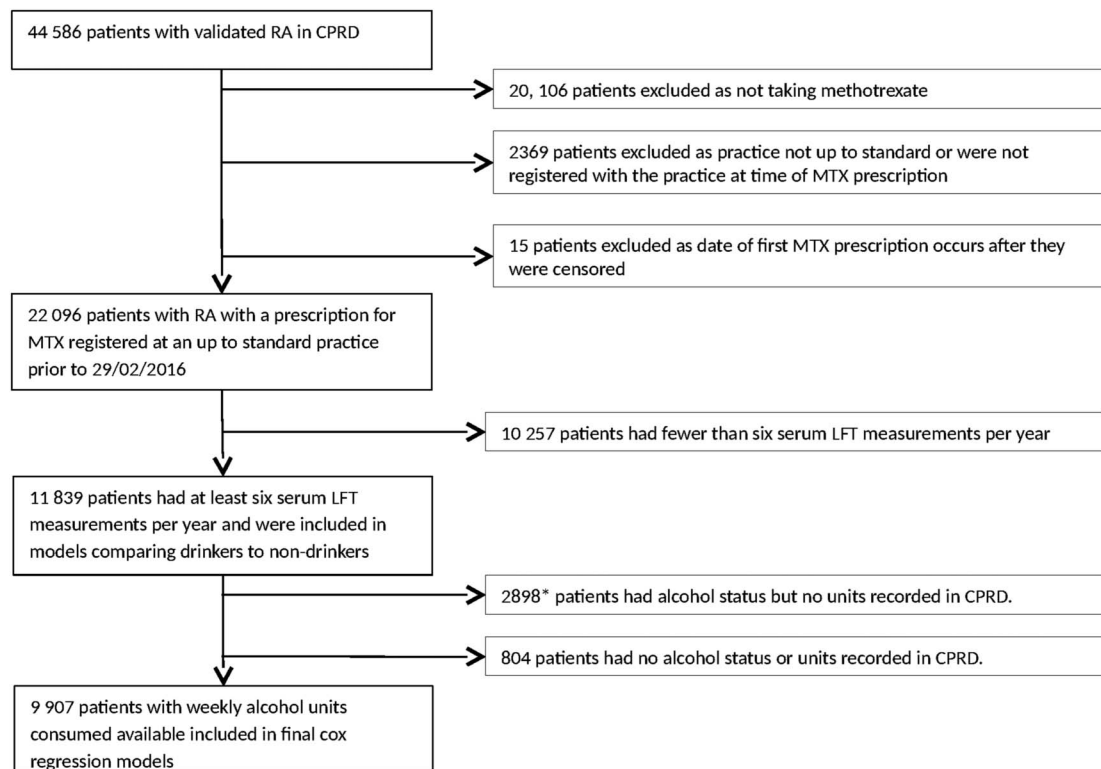 44 586 patients with validated RA in CPRD
20, 106 patients excluded as not taking methotrexate
2369 patients excluded as practice not up to standard or were not
registered with the practice at time of MTX prescription
15 patients excluded as date of first MTX prescription occurs after they
were censored
22 096 patients with RA with a prescription for
MTX registered at an up to standard practice
prior to 29/02/2016
10 257 patients had fewer than six serum LFT measurements per year
11 839 patients had at least six serum LFT
measurements per year and were included in
models comparing drinkers to non-drinkers
2898* patients had alcohol status but no units recorded in CPRD.
804 patients had no alcohol status or units recorded in CPRD.
9 907 patients with weekly alcohol units
consumed available included in final cox
regression models